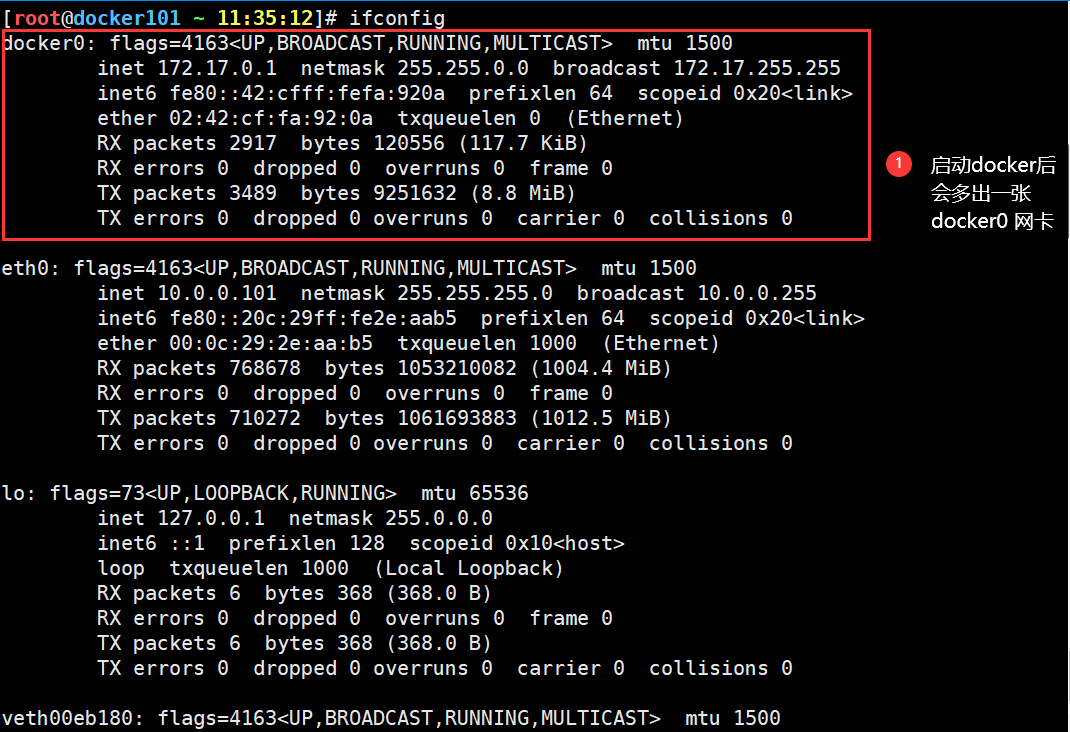 [root@docker101 ~ 11:35:12]# ifconfig
docker0: flags=4163<UP,BROADCAST,RUNNING,MULTICAST>  mtu 1500
        inet 172.17.0.1  netmask 255.255.0.0  broadcast 172.17.255.255
        inet6 fe80::42:cfff:fefa:920a  prefixlen 64  scopeid 0x20<link>
        ether 02:42:cf:fa:92:0a  txqueuelen 0  (Ethernet)
        RX packets 2917  bytes 120556 (117.7 KiB)
        RX errors 0  dropped 0  overruns 0  frame 0
        TX packets 3489  bytes 9251632 (8.8 MiB)
        TX errors 0  dropped 0 overruns 0  carrier 0  collisions 0
1
启动docker后
会多出一张
docker0 网卡
eth0: flags=4163<UP,BROADCAST,RUNNING,MULTICAST>  mtu 1500
        inet 10.0.0.101  netmask 255.255.255.0  broadcast 10.0.0.255
        inet6 fe80::20c:29ff:fe2e:aab5  prefixlen 64  scopeid 0x20<link>
        ether 00:0c:29:2e:aa:b5  txqueuelen 1000  (Ethernet)
        RX packets 768678  bytes 1053210082 (1004.4 MiB)
        RX errors 0  dropped 0  overruns 0  frame 0
        TX packets 710272  bytes 1061693883 (1012.5 MiB)
        TX errors 0  dropped 0 overruns 0  carrier 0  collisions 0
lo: flags=73<UP,LOOPBACK,RUNNING>  mtu 65536
        inet 127.0.0.1  netmask 255.0.0.0
        inet6 ::1  prefixlen 128  scopeid 0x10<host>
        loop  txqueuelen 1000  (Local Loopback)
        RX packets 6  bytes 368 (368.0 B)
        RX errors 0  dropped 0  overruns 0  frame 0
        TX packets 6  bytes 368 (368.0 B)
        TX errors 0  dropped 0 overruns 0  carrier 0  collisions 0
veth00eb180: flags=4163<UP,BROADCAST,RUNNING,MULTICAST>  mtu 1500